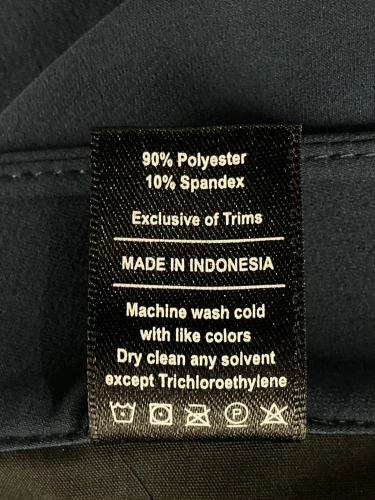 90% Polyester
10% Spandex
Exclusive of Trims
MADE IN INDONESIA
Machine wash cold
with like colors
Dry clean any solvent
except Trichloroethylene